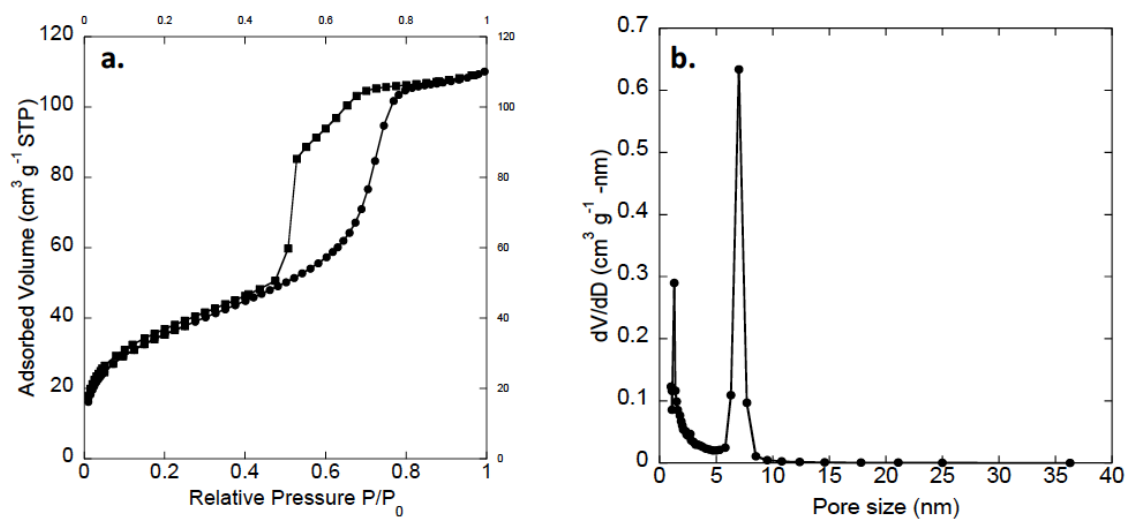 0 0.2 0.4 0.6 0.8 1
a.
120 100 80 60 40 20 0
120 100 80 60 40 20 0
Adsorbed Volume (cm³ g⁻¹ STP)
0 0.2 0.4 0.6 0.8 1
Relative Pressure P/P₀
b.
0.7 0.6 0.5 0.4 0.3 0.2 0.1 0
dV/dD (cm³ g⁻¹ -nm)
0 5 10 15 20 25 30 35 40
Pore size (nm)